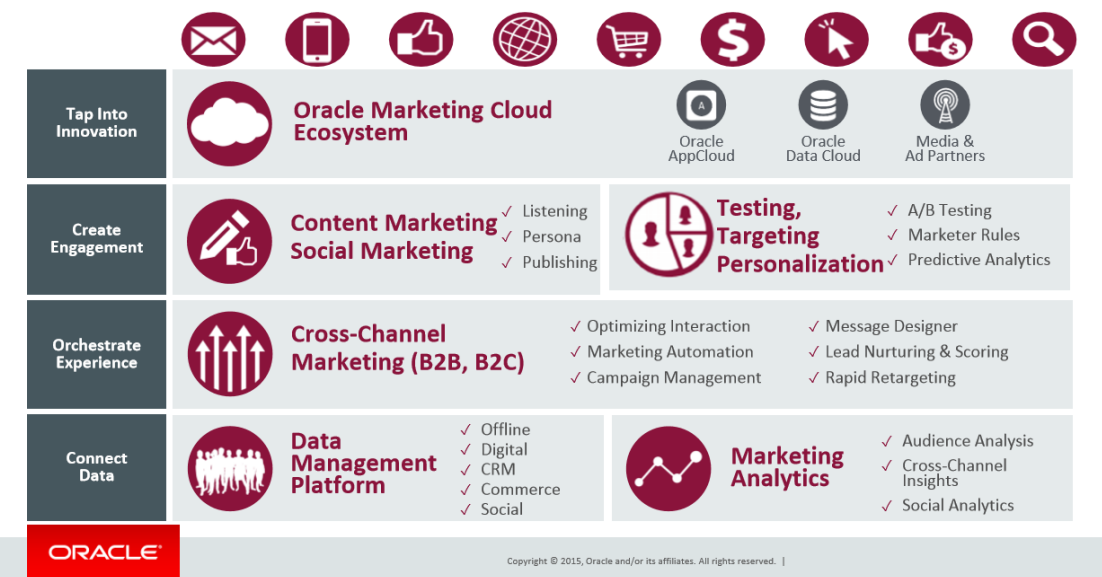 Tap Into
Innovation
Oracle Marketing Cloud
Ecosystem
A
Oracle
AppCloud
Oracle
Data Cloud
Media &
Ad Partners
Create
Engagement
Content Marketing
Social Marketing
✓ Listening
✓ Persona
✓ Publishing
Testing,
Targeting
Personalization
✓ A/B Testing
✓ Marketer Rules
✓ Predictive Analytics
Orchestrate
Experience
Cross-Channel
Marketing (B2B, B2C)
✓ Optimizing Interaction
✓ Marketing Automation
✓ Campaign Management
✓ Message Designer
✓ Lead Nurturing & Scoring
✓ Rapid Retargeting
Connect
Data
Data
Management
Platform
✓ Offline
✓ Digital
✓ CRM
✓ Commerce
✓ Social
Marketing
Analytics
✓ Audience Analysis
✓ Cross-Channel
Insights
✓ Social Analytics
ORACLE®
Copyright © 2015, Oracle and/or its affiliates. All rights reserved. |